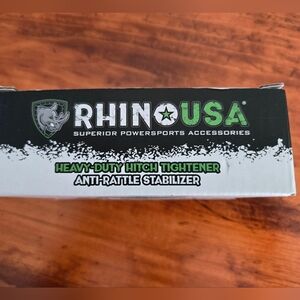 RHINOUSA®
SUPERIOR POWERSPORTS ACCESSORIES
HEAVY-DUTY HITCH TIGHTENER
ANTI-RATTLE STABILIZER